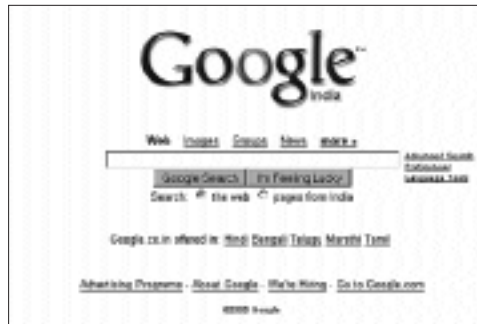 Google™
India
Web Images Groups News more »
Advanced Search
Preferences
Language Tools
Google Search I'm Feeling Lucky
Search: the web pages from India
Google.co.in offered in: Hindi Bengali Telugu Marathi Tamil
Advertising Programs - About Google - We're Hiring - Go to Google.com
Google